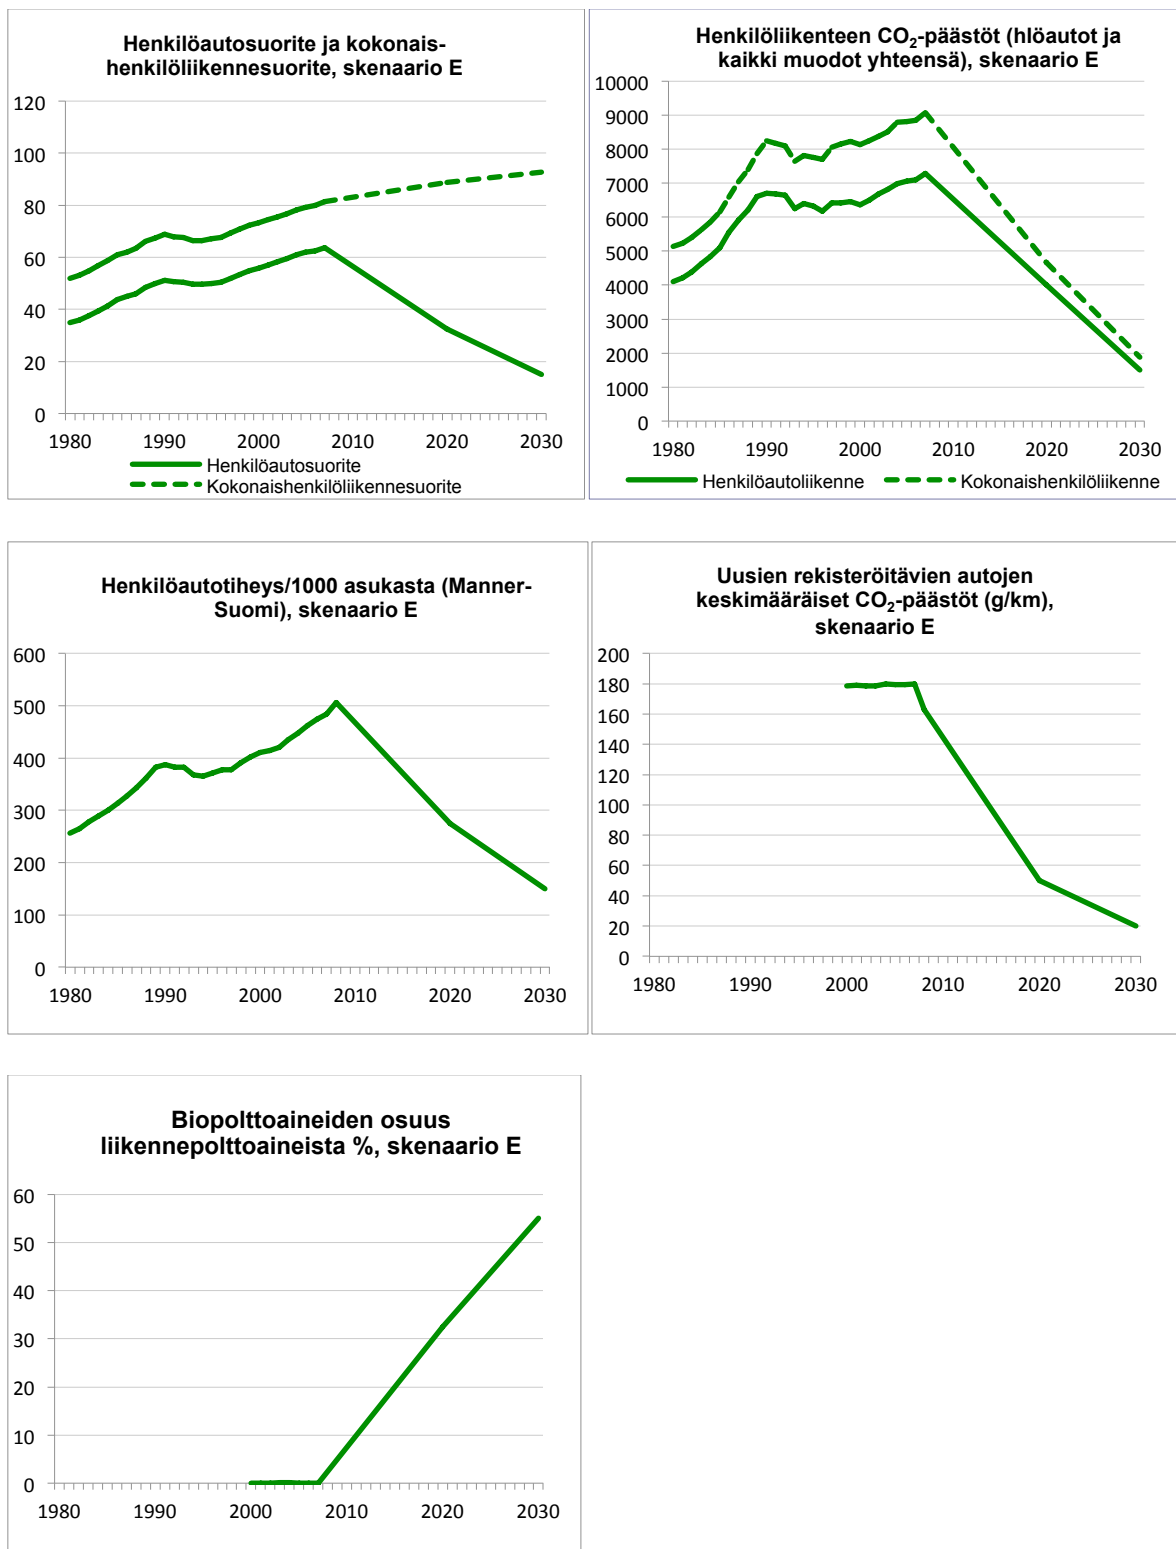 Henkilöautosuorite ja kokonais-
henkilöliikennesuorite, skenaario E
120
100
80
60
40
20
0
1980 1990 2000 2010 2020 2030
Henkilöautosuorite
Kokonaishenkilöliikennesuorite
Henkilöliikenteen CO₂-päästöt (hlöautot ja
kaikki muodot yhteensä), skenaario E
10000
9000
8000
7000
6000
5000
4000
3000
2000
1000
0
1980 1990 2000 2010 2020 2030
Henkilöautoliikenne Kokonaishenkilöliikenne
Henkilöautotiheys/1000 asukasta (Manner-
Suomi), skenaario E
600
500
400
300
200
100
0
1980 1990 2000 2010 2020 2030
Uusien rekisteröitävien autojen
keskimääräiset CO₂-päästöt (g/km),
skenaario E
200
180
160
140
120
100
80
60
40
20
0
1980 1990 2000 2010 2020 2030
Biopolttoaineiden osuus
liikennepolttoaineista %, skenaario E
60
50
40
30
20
10
0
1980 1990 2000 2010 2020 2030